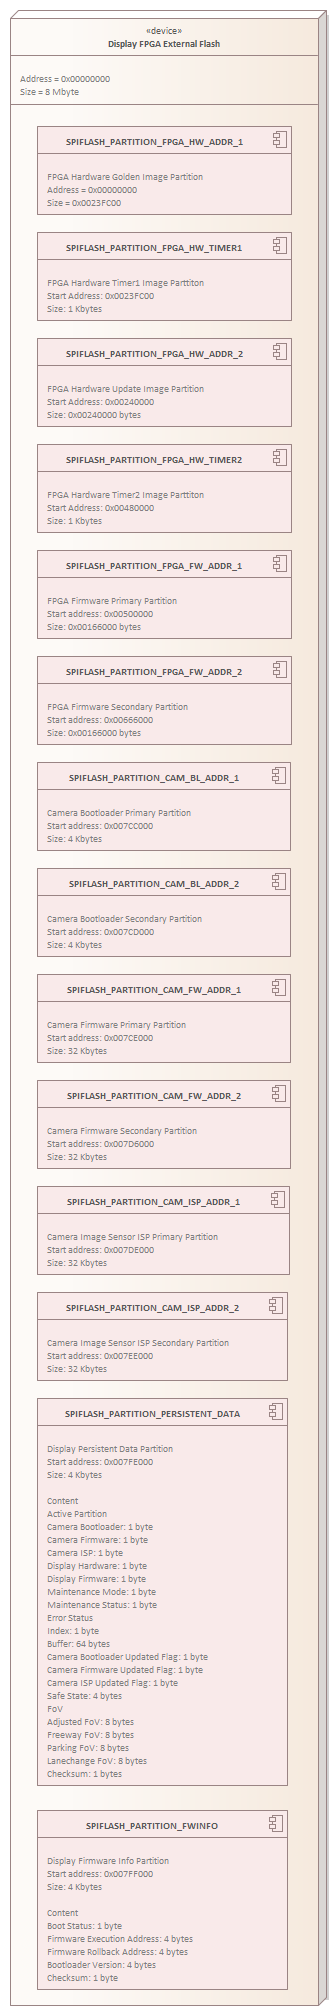 «device»
Display FPGA External Flash
Address = 0x00000000
Size = 8 Mbyte
SPIFLASH_PARTITION_FPGA_HW_ADDR_1
FPGA Hardware Golden Image Partition
Address = 0x00000000
Size = 0x0023FC00
SPIFLASH_PARTITION_FPGA_HW_TIMER1
FPGA Hardware Timer1 Image Parttiton
Start Address: 0x0023FC00
Size: 1 Kbytes
SPIFLASH_PARTITION_FPGA_HW_ADDR_2
FPGA Hardware Update Image Partition
Start Address: 0x00240000
Size: 0x00240000 bytes
SPIFLASH_PARTITION_FPGA_HW_TIMER2
FPGA Hardware Timer2 Image Parttiton
Start Address: 0x00480000
Size: 1 Kbytes
SPIFLASH_PARTITION_FPGA_FW_ADDR_1
FPGA Firmware Primary Partition
Start address: 0x00500000
Size: 0x00166000 bytes
SPIFLASH_PARTITION_FPGA_FW_ADDR_2
FPGA Firmware Secondary Partition
Start address: 0x00666000
Size: 0x00166000 bytes
SPIFLASH_PARTITION_CAM_BL_ADDR_1
Camera Bootloader Primary Partition
Start address: 0x007CC000
Size: 4 Kbytes
SPIFLASH_PARTITION_CAM_BL_ADDR_2
Camera Bootloader Secondary Partition
Start address: 0x007CD000
Size: 4 Kbytes
SPIFLASH_PARTITION_CAM_FW_ADDR_1
Camera Firmware Primary Partition
Start address: 0x007CE000
Size: 32 Kbytes
SPIFLASH_PARTITION_CAM_FW_ADDR_2
Camera Firmware Secondary Partition
Start address: 0x007D6000
Size: 32 Kbytes
SPIFLASH_PARTITION_CAM_ISP_ADDR_1
Camera Image Sensor ISP Primary Partition
Start address: 0x007DE000
Size: 32 Kbytes
SPIFLASH_PARTITION_CAM_ISP_ADDR_2
Camera Image Sensor ISP Secondary Partition
Start address: 0x007EE000
Size: 32 Kbytes
SPIFLASH_PARTITION_PERSISTENT_DATA
Display Persistent Data Partition
Start address: 0x007FE000
Size: 4 Kbytes
Content
Active Partition
Camera Bootloader: 1 byte
Camera Firmware: 1 byte
Camera ISP: 1 byte
Display Hardware: 1 byte
Display Firmware: 1 byte
Maintenance Mode: 1 byte
Maintenance Status: 1 byte
Error Status
Index: 1 byte
Buffer: 64 bytes
Camera Bootloader Updated Flag: 1 byte
Camera Firmware Updated Flag: 1 byte
Camera ISP Updated Flag: 1 byte
Safe State: 4 bytes
FoV
Adjusted FoV: 8 bytes
Freeway FoV: 8 bytes
Parking FoV: 8 bytes
Lanechange FoV: 8 bytes
Checksum: 1 bytes
SPIFLASH_PARTITION_FWINFO
Display Firmware Info Partition
Start address: 0x007FF000
Size: 4 Kbytes
Content
Boot Status: 1 byte
Firmware Execution Address: 4 bytes
Firmware Rollback Address: 4 bytes
Bootloader Version: 4 bytes
Checksum: 1 byte